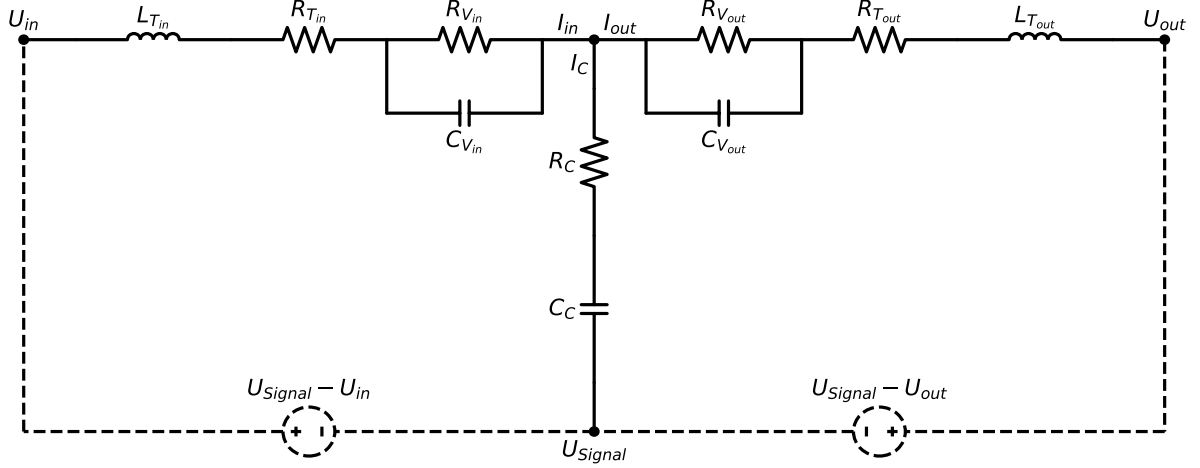 U_in
L_T_in
R_T_in
R_V_in
I_in
I_out
R_V_out
R_T_out
L_T_out
U_out
I_C
C_V_in
C_V_out
R_C
C_C
U_Signal − U_in
U_Signal − U_out
U_Signal